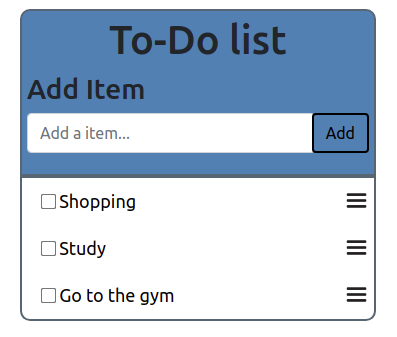 To-Do list
Add Item
Add a item... Add
Shopping
Study
Go to the gym